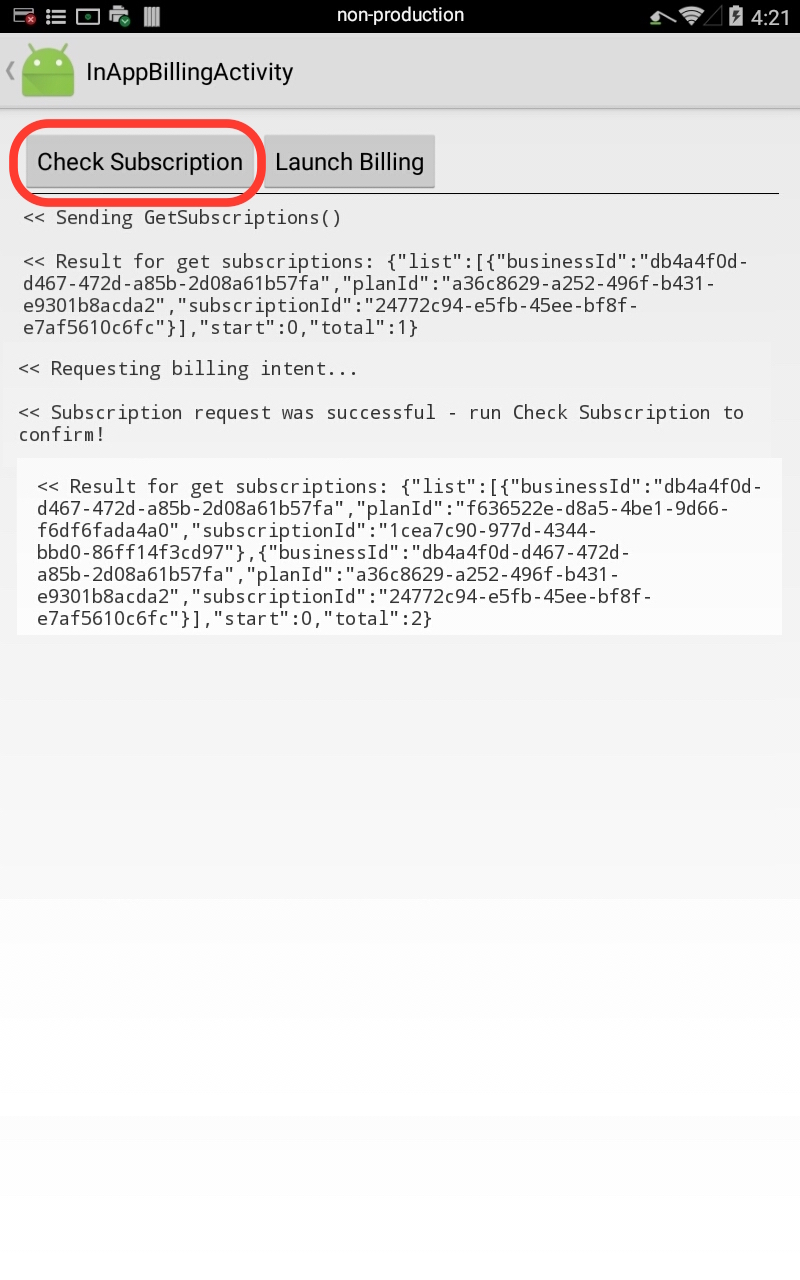 non-production
4:21
InAppBillingActivity
Check Subscription
Launch Billing
<< Sending GetSubscriptions()
<< Result for get subscriptions: {"list":[{"businessId":"db4a4f0d-
d467-472d-a85b-2d08a61b57fa","planId":"a36c8629-a252-496f-b431-
e9301b8acda2","subscriptionId":"24772c94-e5fb-45ee-bf8f-
e7af5610c6fc"}],"start":0,"total":1}
<< Requesting billing intent...
<< Subscription request was successful - run Check Subscription to
confirm!
<< Result for get subscriptions: {"list":[{"businessId":"db4a4f0d-
d467-472d-a85b-2d08a61b57fa","planId":"f636522e-d8a5-4be1-9d66-
f6df6fada4a0","subscriptionId":"1cea7c90-977d-4344-
bbd0-86ff14f3cd97"},{"businessId":"db4a4f0d-d467-472d-
a85b-2d08a61b57fa","planId":"a36c8629-a252-496f-b431-
e9301b8acda2","subscriptionId":"24772c94-e5fb-45ee-bf8f-
e7af5610c6fc"}],"start":0,"total":2}